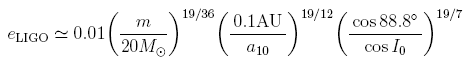 e_LIGO ≃ 0.01 (m / 20M_⊙)^{19/36} (0.1AU / a_10)^{19/12} (cos 88.8° / cos I_0)^{19/7}